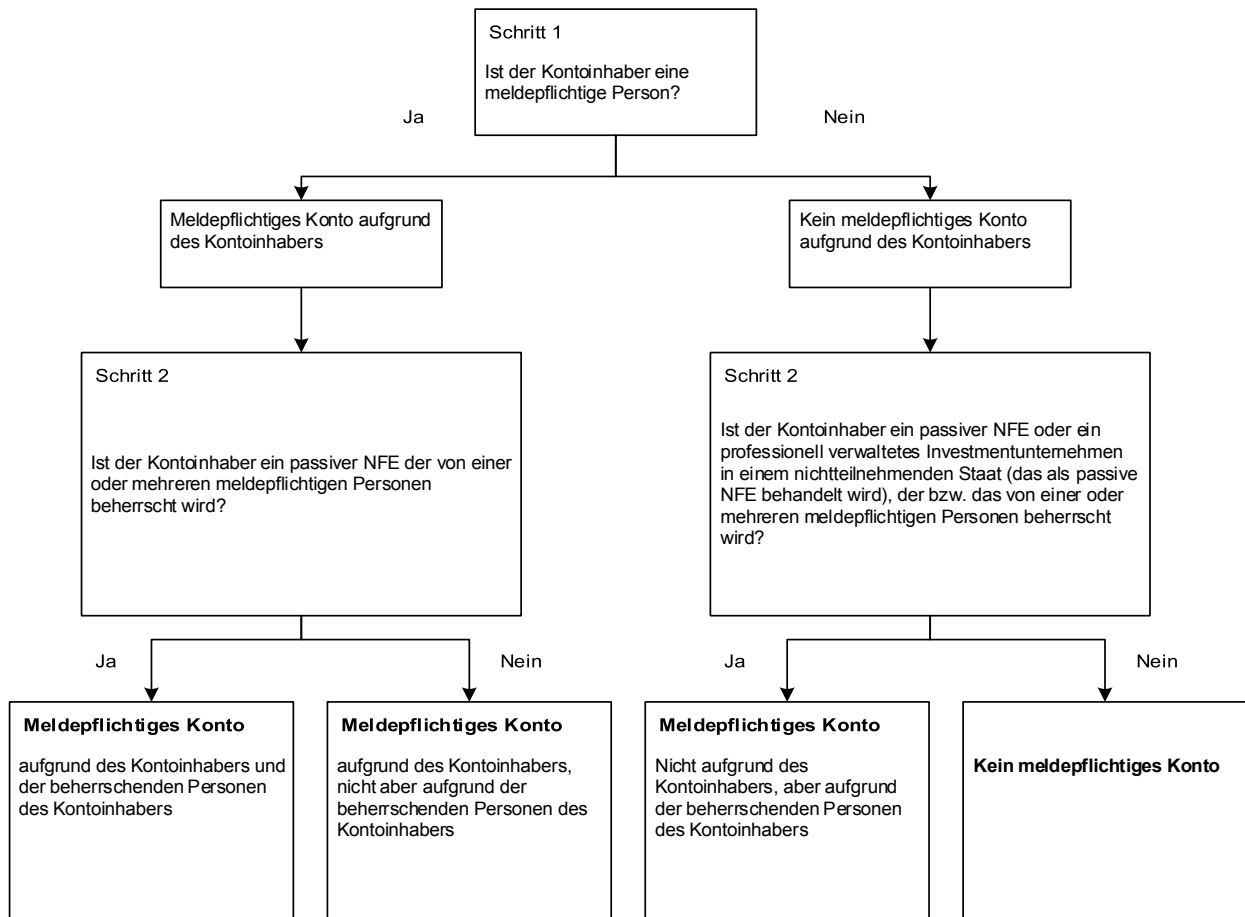 Schritt 1
Ist der Kontoinhaber eine
meldepflichtige Person?
Ja
Nein
Meldepflichtiges Konto aufgrund
des Kontoinhabers
Kein meldepflichtiges Konto
aufgrund des Kontoinhabers
Schritt 2
Ist der Kontoinhaber ein passiver NFE der von einer
oder mehreren meldepflichtigen Personen
beherrscht wird?
Schritt 2
Ist der Kontoinhaber ein passiver NFE oder ein
professionell verwaltetes Investmentunternehmen
in einem nichtteilnehmenden Staat (das als passive
NFE behandelt wird), der bzw. das von einer oder
mehreren meldepflichtigen Personen beherrscht
wird?
Ja
Nein
Ja
Nein
Meldepflichtiges Konto
aufgrund des Kontoinhabers und
der beherrschenden Personen
des Kontoinhabers
Meldepflichtiges Konto
aufgrund des Kontoinhabers,
nicht aber aufgrund der
beherrschenden Personen des
Kontoinhabers
Meldepflichtiges Konto
Nicht aufgrund des
Kontoinhabers, aber aufgrund
der beherrschenden Personen
des Kontoinhabers
Kein meldepflichtiges Konto